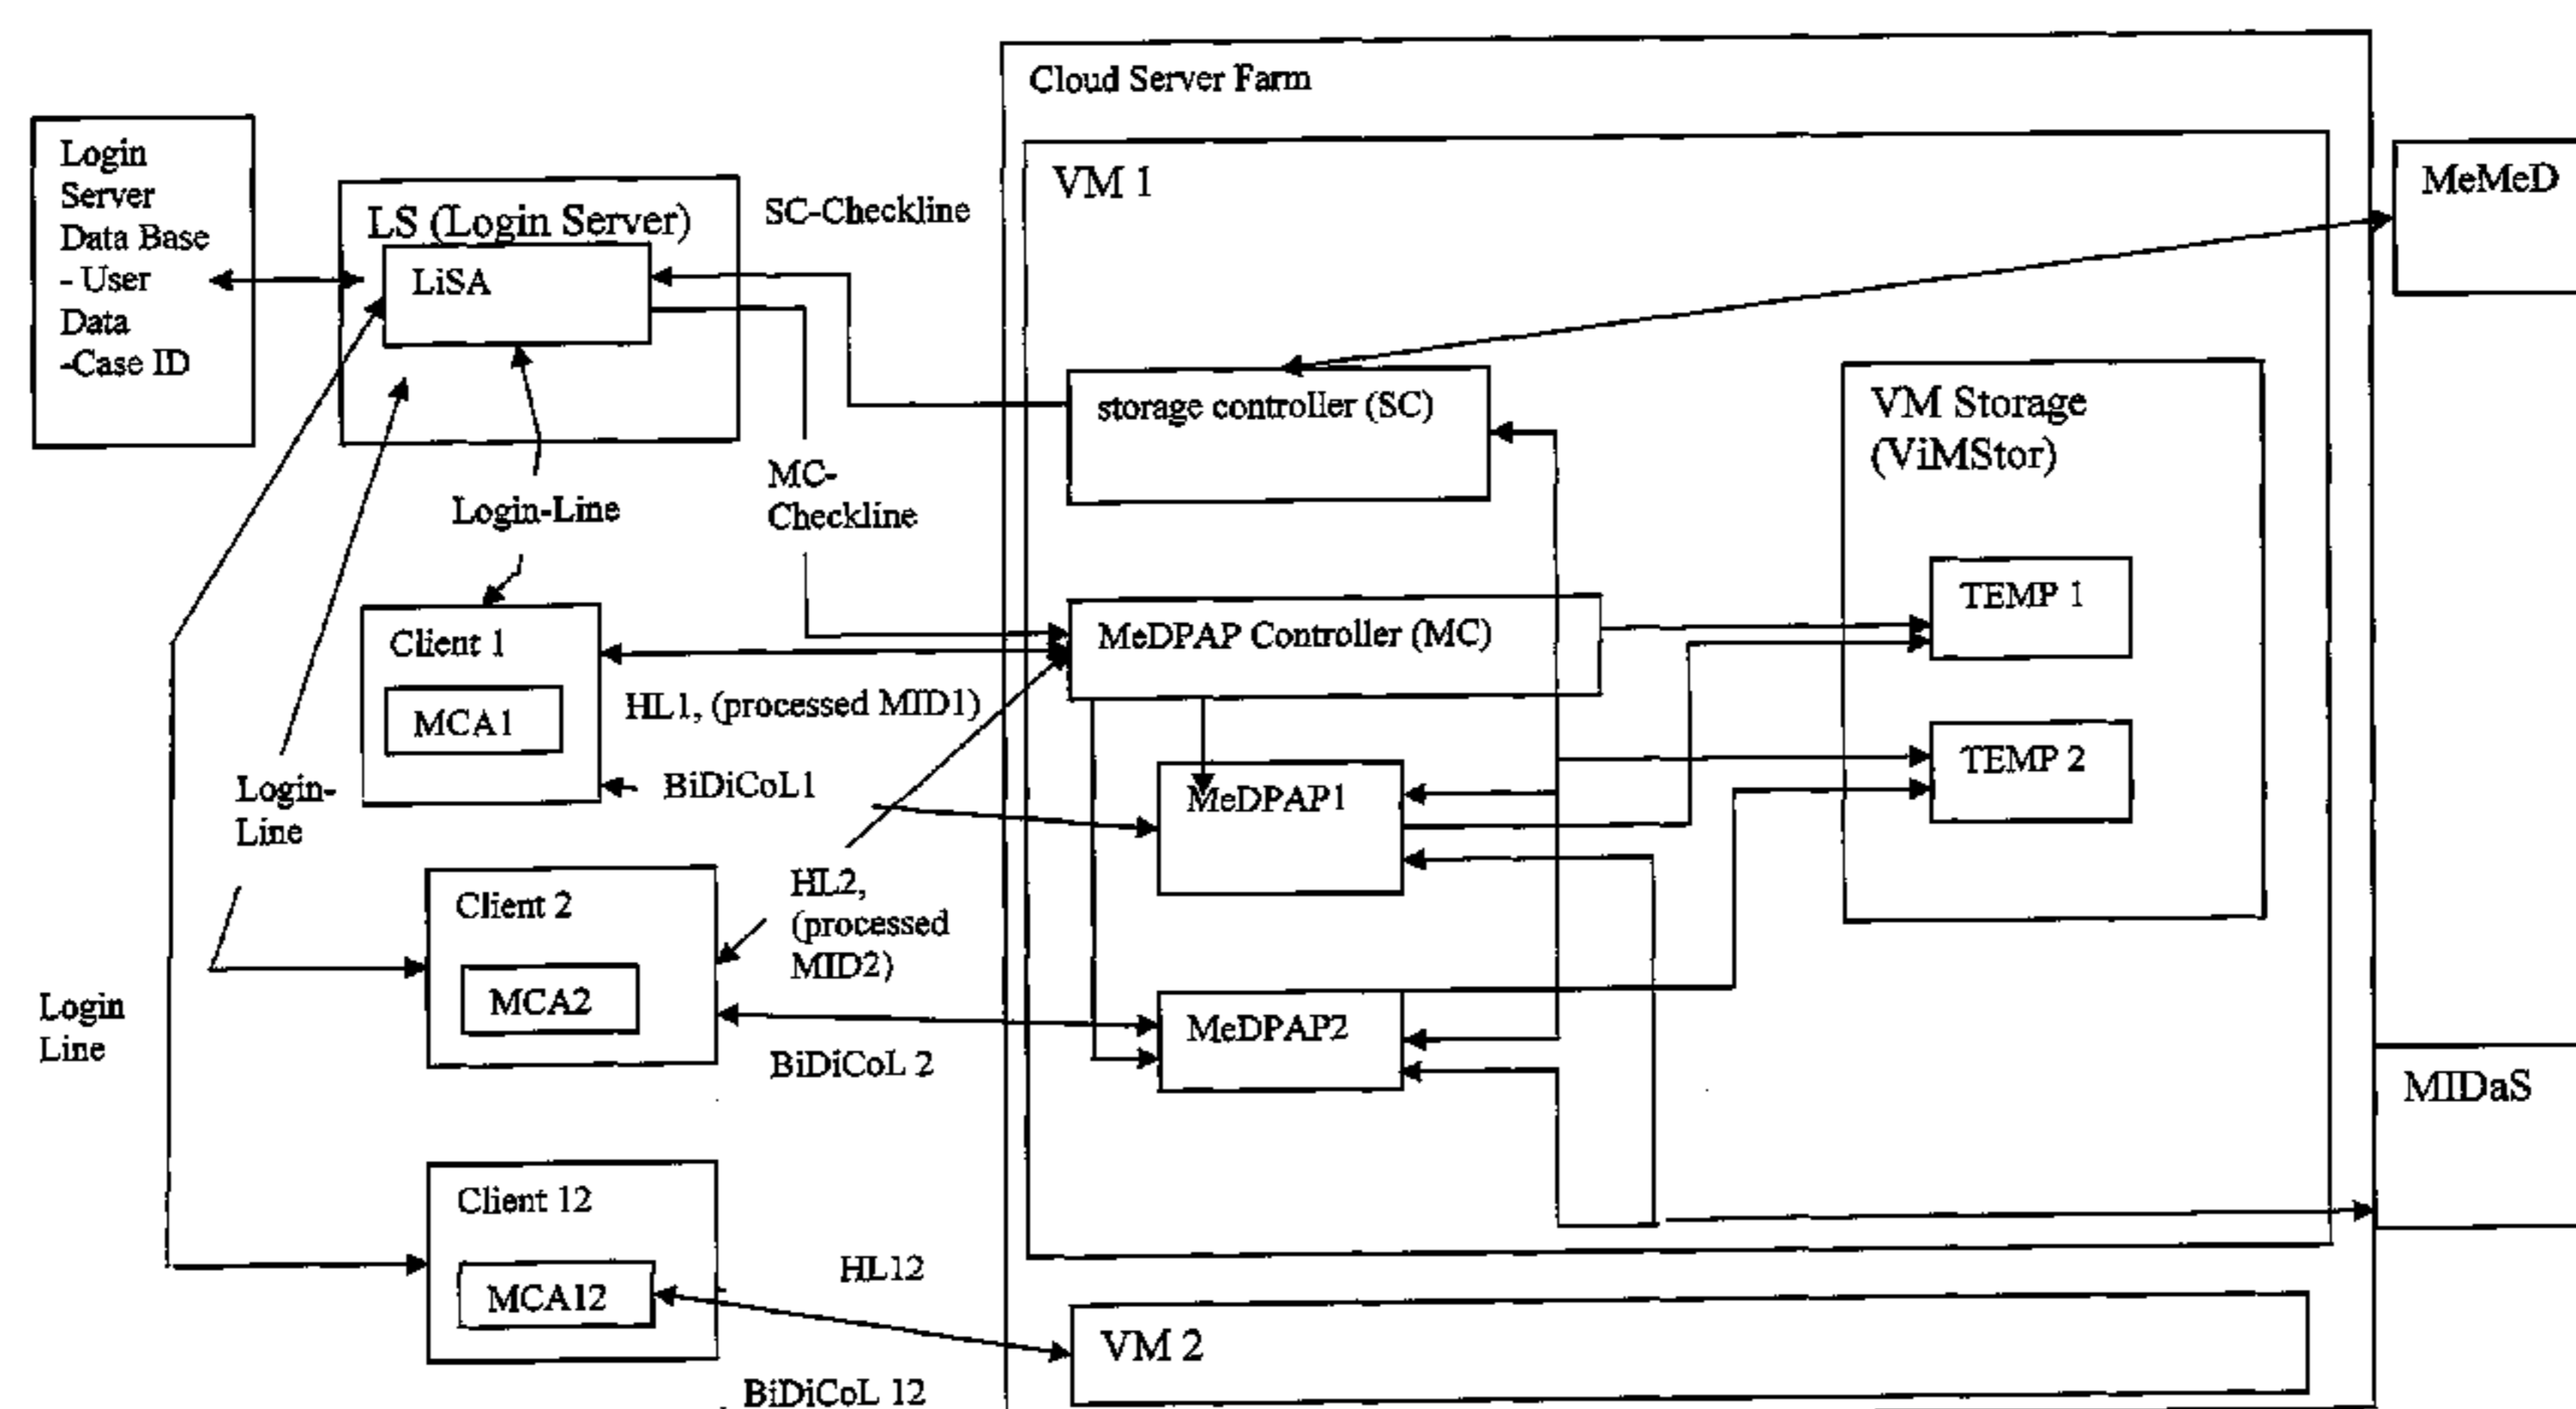 Cloud Server Farm
Login
Server
Data Base
- User
Data
-Case ID
LS (Login Server)
LiSA
SC-Checkline
VM 1
MeMeD
storage controller (SC)
VM Storage
(ViMStor)
MC-
Checkline
Login-Line
TEMP 1
Client 1
MCA1
MeDPAP Controller (MC)
HL1, (processed MID1)
TEMP 2
BiDiCoL1
MeDPAP1
Login-
Line
Client 2
MCA2
HL2,
(processed
MID2)
Login
Line
MeDPAP2
BiDiCoL 2
MIDaS
Client 12
MCA12
HL12
VM 2
BiDiCoL 12